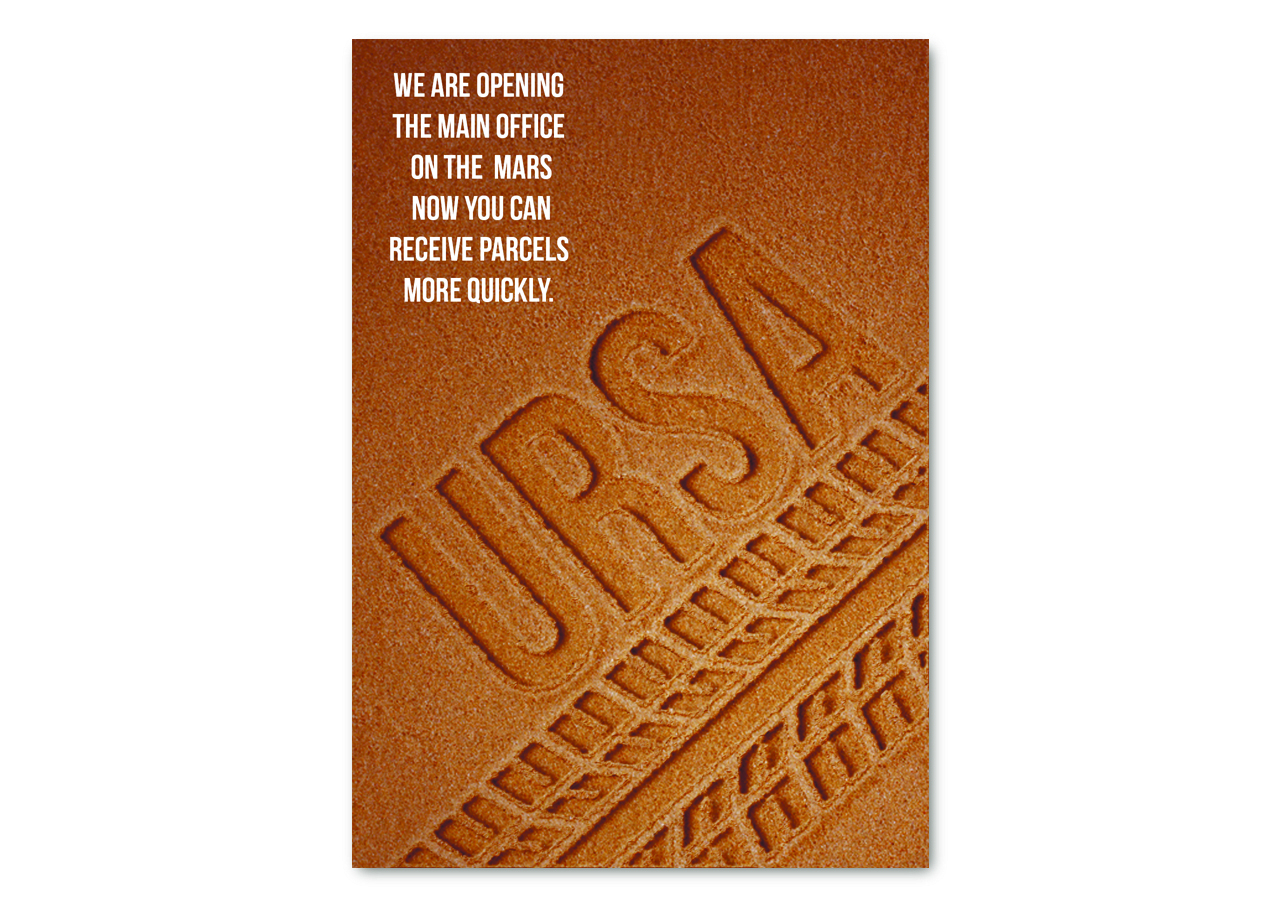 WE ARE OPENING
THE MAIN OFFICE
ON THE MARS
NOW YOU CAN
RECEIVE PARCELS
MORE QUICKLY.
URSA